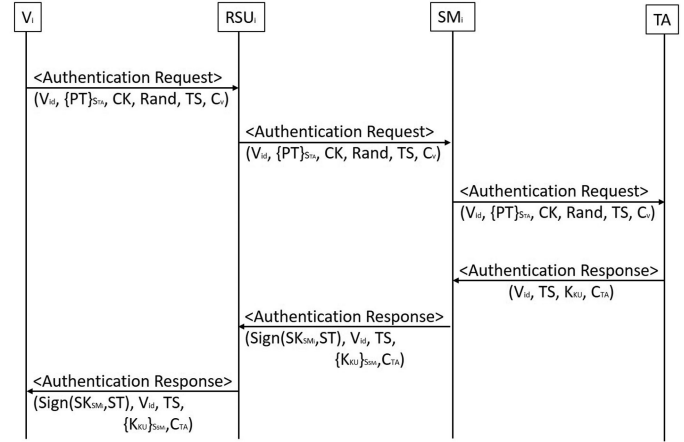 Vi
RSUi
SMi
TA
<Authentication Request>
(Vid, {PT}STA, CK, Rand, TS, Cv)
<Authentication Request>
(Vid, {PT}STA, CK, Rand, TS, Cv)
<Authentication Request>
(Vid, {PT}STA, CK, Rand, TS, Cv)
<Authentication Response>
(Vid, TS, KKU, CTA)
<Authentication Response>
(Sign(SKSMi,ST), Vid, TS,
{KKU}SSMi,CTA)
<Authentication Response>
(Sign(SKSMi,ST), Vid, TS,
{KKU}SSMi,CTA)